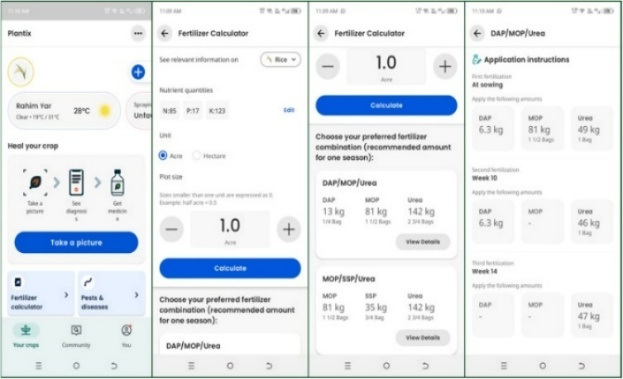 11:10 AM
Plantix
Rahim Yar
Clear • 19°C / 31°C
28°C
Sprayin
Unfav
Heal your crop
Take a
picture
See
diagnosi
s
Get
medicin
e
Take a picture
Fertilizer
calculator
Pests &
diseases
Your crops
Community
You
11:09 AM
Fertilizer Calculator
See relevant information on
Rice
Nutrient quantities
N:85
P:17
K:123
Edit
Unit
Acre
Hectare
Plot size
Sizes smaller than one unit are expressed as 0.
Example: half acre = 0.5
1.0
Acre
Calculate
Choose your preferred fertilizer
combination (recommended amount
for one season):
DAP/MOP/Urea
11:09 AM
Fertilizer Calculator
1.0
Acre
Calculate
Choose your preferred fertilizer
combination (recommended amount
for one season):
DAP/MOP/Urea
DAP
13 kg
1/4 Bag
MOP
81 kg
1 1/2 Bags
Urea
142 kg
2 3/4 Bags
View Details
MOP/SSP/Urea
MOP
81 kg
1 1/2 Bags
SSP
35 kg
3/4 Bag
Urea
142 kg
2 3/4 Bags
View Details
11:10 AM
DAP/MOP/Urea
Application instructions
First fertilization
At sowing
Apply the following amounts
DAP
6.3 kg
MOP
81 kg
1 1/2 Bags
Urea
49 kg
1 Bag
Second fertilization
Week 10
Apply the following amounts
DAP
6.3 kg
MOP
-
Urea
46 kg
1 Bag
Third fertilization
Week 14
Apply the following amounts
DAP
-
MOP
-
Urea
47 kg
1 Bag